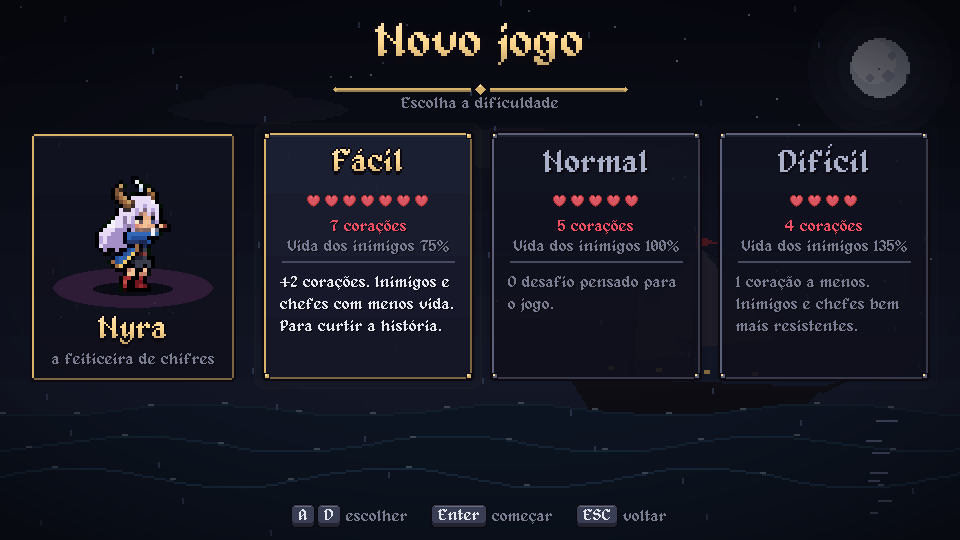 Novo jogo
Escolha a dificuldade
Nyra
a feiticeira de chifres
Fácil
7 corações
Vida dos inimigos 75%
+2 corações. Inimigos e
chefes com menos vida.
Para curtir a história.
Normal
5 corações
Vida dos inimigos 100%
O desafio pensado para
o jogo.
Difícil
4 corações
Vida dos inimigos 135%
1 coração a menos.
Inimigos e chefes bem
mais resistentes.
A D escolher Enter começar ESC voltar